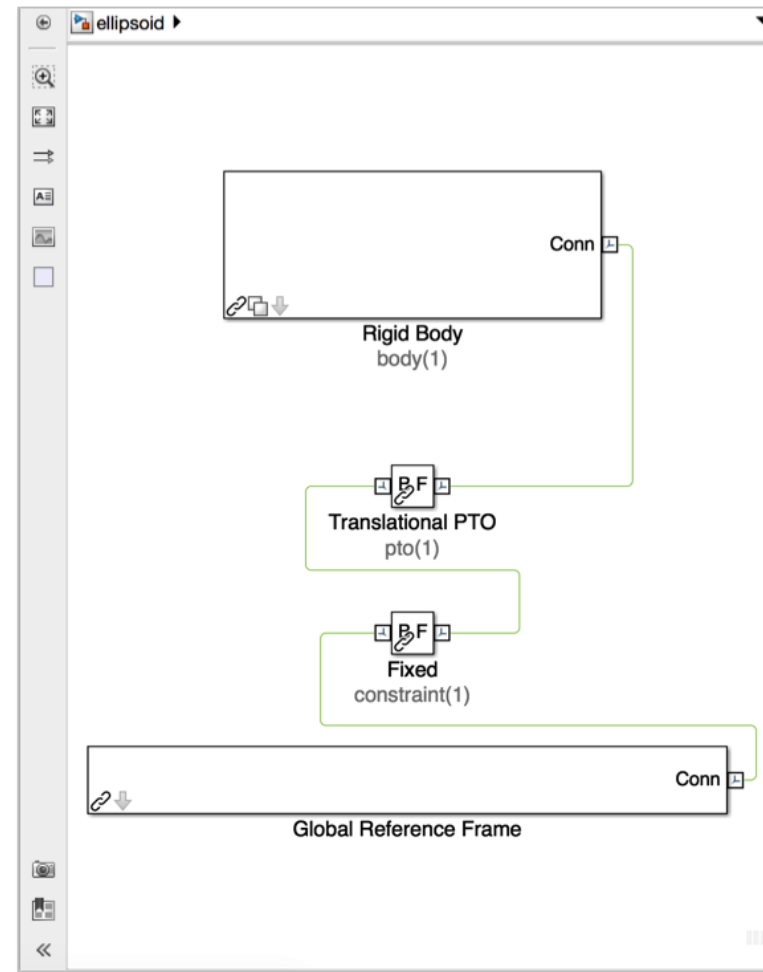 ellipsoid
Conn
Rigid Body
body(1)
B F
Translational PTO
pto(1)
B F
Fixed
constraint(1)
Conn
Global Reference Frame